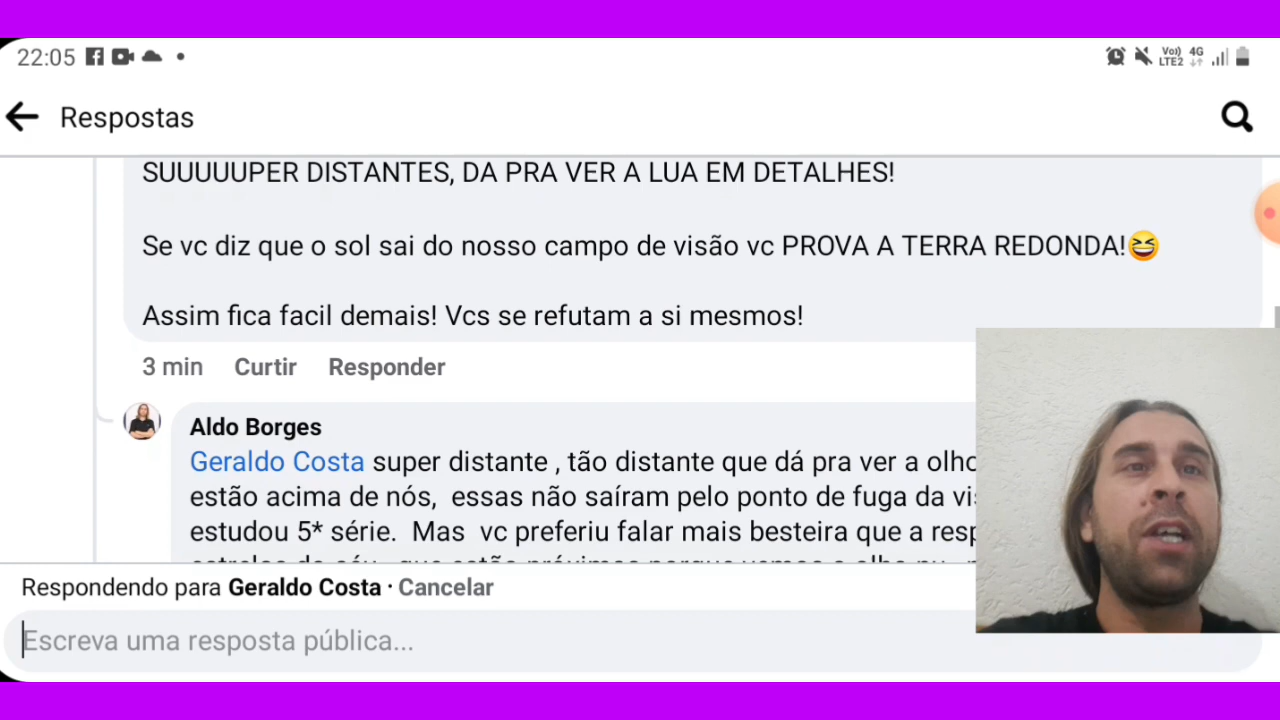 22:05
Vol) 4G
LTE2
Respostas
SUUUUUPER DISTANTES, DA PRA VER A LUA EM DETALHES!
Se vc diz que o sol sai do nosso campo de visão vc PROVA A TERRA REDONDA!😆
Assim fica facil demais! Vcs se refutam a si mesmos!
3 min Curtir Responder
Aldo Borges
Geraldo Costa super distante , tão distante que dá pra ver a olho
estão acima de nós, essas não saíram pelo ponto de fuga da
estudou 5* série. Mas vc preferiu falar mais besteira que a
Respondendo para Geraldo Costa · Cancelar
Escreva uma resposta pública...